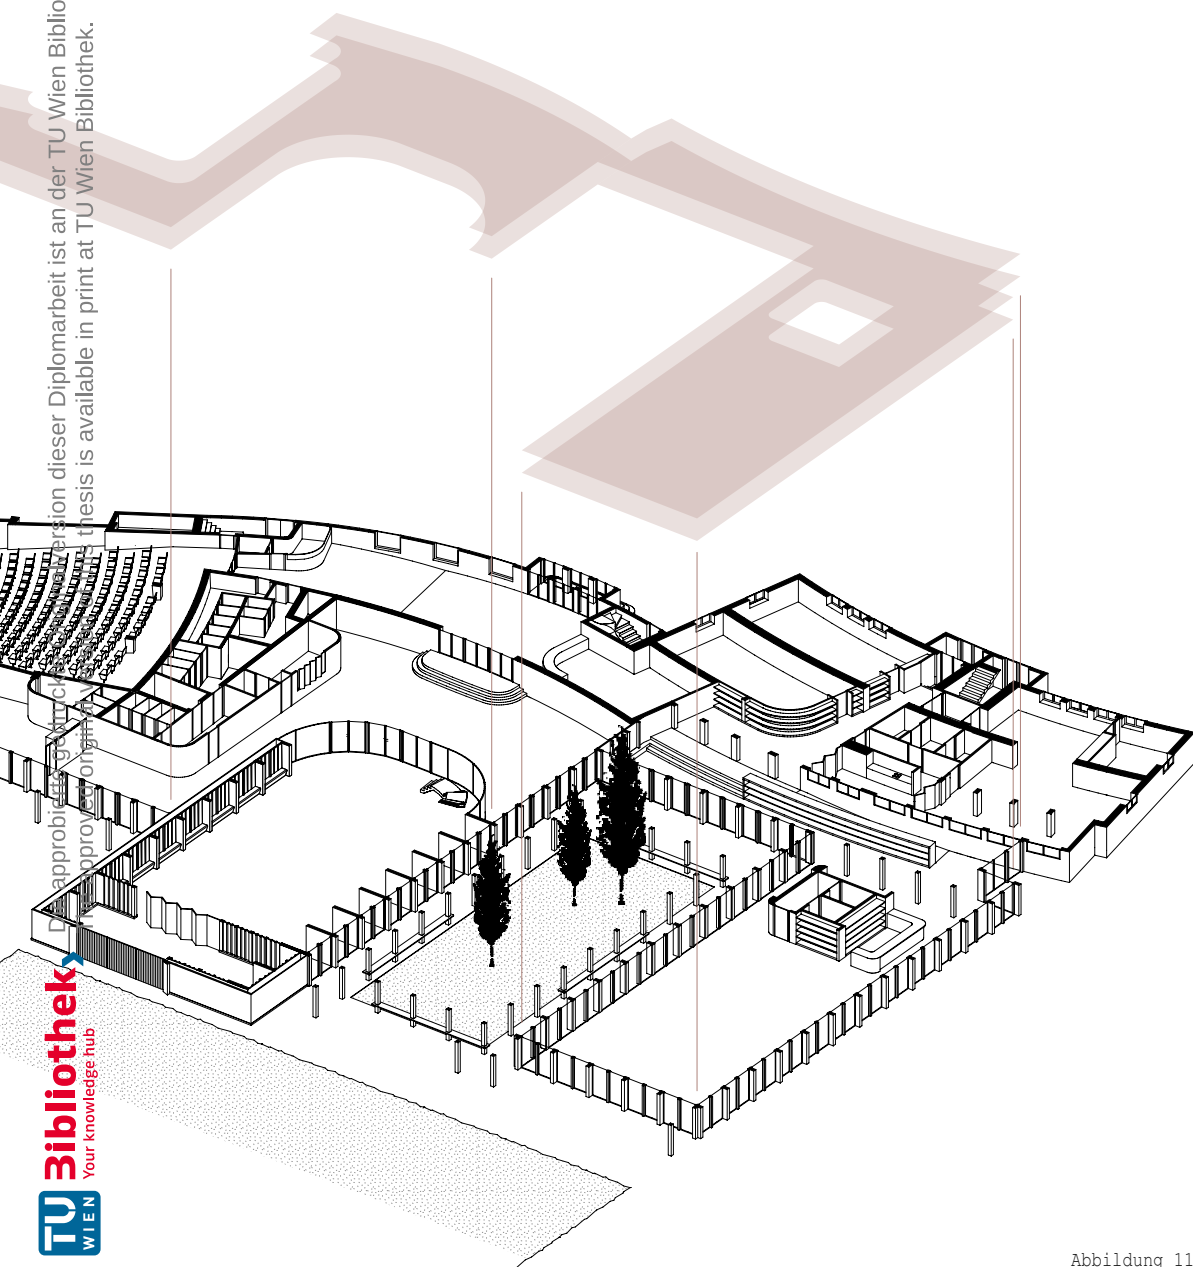 Die approbierte gedruckte Originalversion dieser Diplomarbeit ist an der TU Wien Biblio
The approved original version of this thesis is available in print at TU Wien Bibliothek.
Bibliothek
Your knowledge hub
TU
WIEN
Abbildung 11